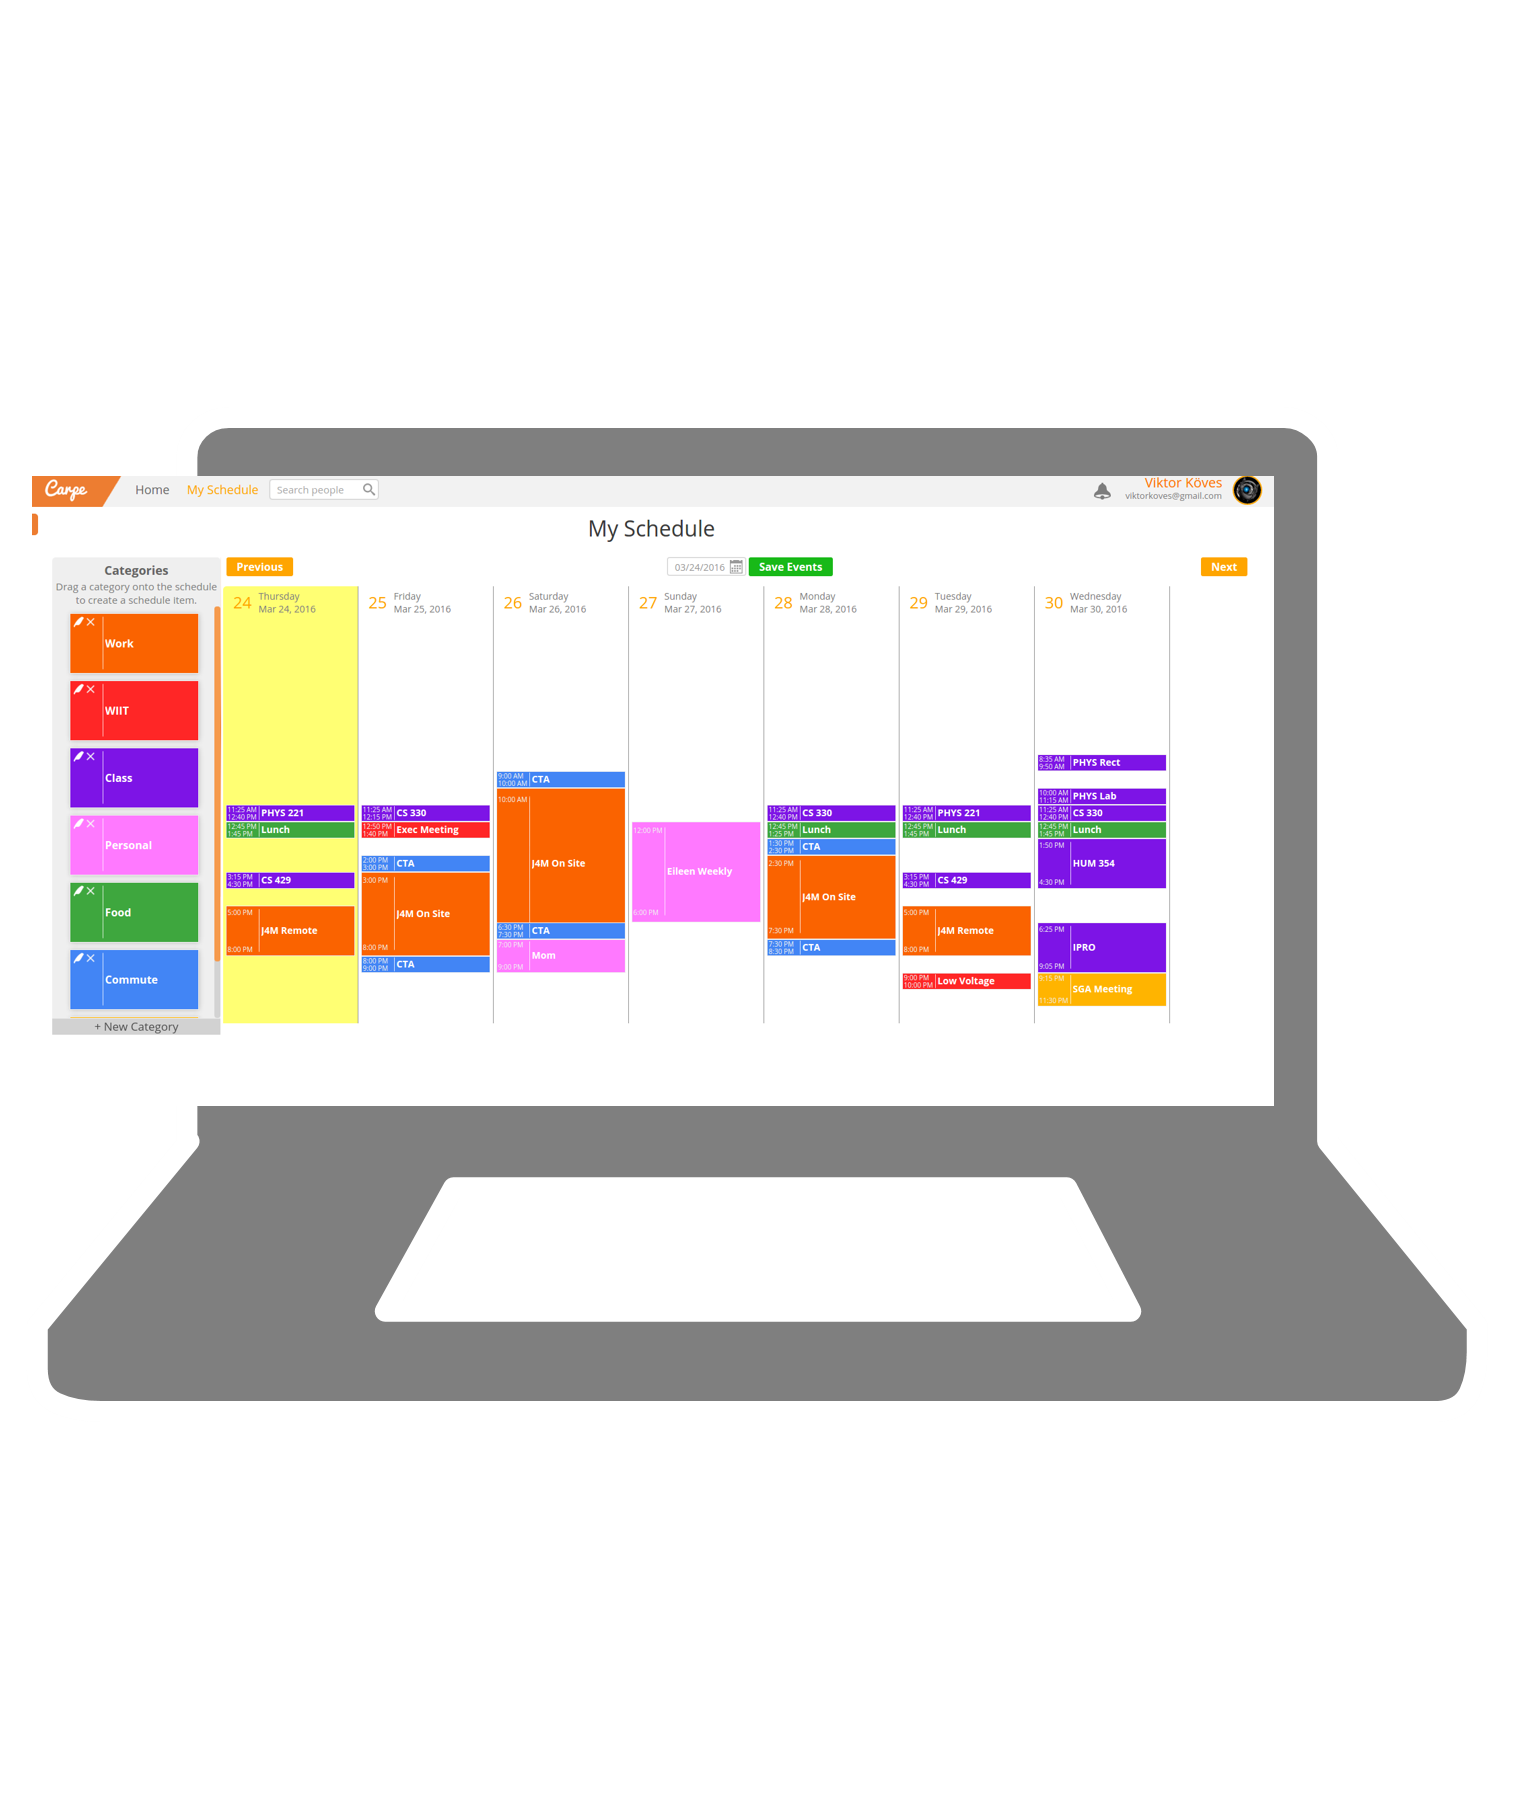 Carpe
Home
My Schedule
Search people
Viktor Köves
viktorkoves@gmail.com
My Schedule
Categories
Drag a category onto the schedule
to create a schedule item.
Work
WIIT
Class
Personal
Food
Commute
+ New Category
Previous
03/24/2016
Save Events
Next
24
Thursday
Mar 24, 2016
11:25 AM
12:40 PM
PHYS 221
12:45 PM
1:45 PM
Lunch
3:15 PM
4:30 PM
CS 429
5:00 PM
J4M Remote
8:00 PM
25
Friday
Mar 25, 2016
11:25 AM
12:15 PM
CS 330
12:50 PM
1:40 PM
Exec Meeting
2:00 PM
3:00 PM
CTA
3:00 PM
J4M On Site
8:00 PM
8:00 PM
9:00 PM
CTA
26
Saturday
Mar 26, 2016
9:00 AM
10:00 AM
CTA
10:00 AM
J4M On Site
6:30 PM
7:30 PM
CTA
7:00 PM
Mom
9:00 PM
27
Sunday
Mar 27, 2016
12:00 PM
Eileen Weekly
6:00 PM
28
Monday
Mar 28, 2016
11:25 AM
12:40 PM
CS 330
12:45 PM
1:25 PM
Lunch
1:30 PM
2:30 PM
CTA
2:30 PM
J4M On Site
7:30 PM
7:30 PM
8:30 PM
CTA
29
Tuesday
Mar 29, 2016
11:25 AM
12:40 PM
PHYS 221
12:45 PM
1:45 PM
Lunch
3:15 PM
4:30 PM
CS 429
5:00 PM
J4M Remote
8:00 PM
9:00 PM
10:00 PM
Low Voltage
30
Wednesday
Mar 30, 2016
8:35 AM
9:50 AM
PHYS Rect
10:00 AM
11:15 AM
PHYS Lab
11:25 AM
12:40 PM
CS 330
12:45 PM
1:45 PM
Lunch
1:50 PM
HUM 354
4:30 PM
6:25 PM
IPRO
9:05 PM
9:15 PM
SGA Meeting
11:30 PM